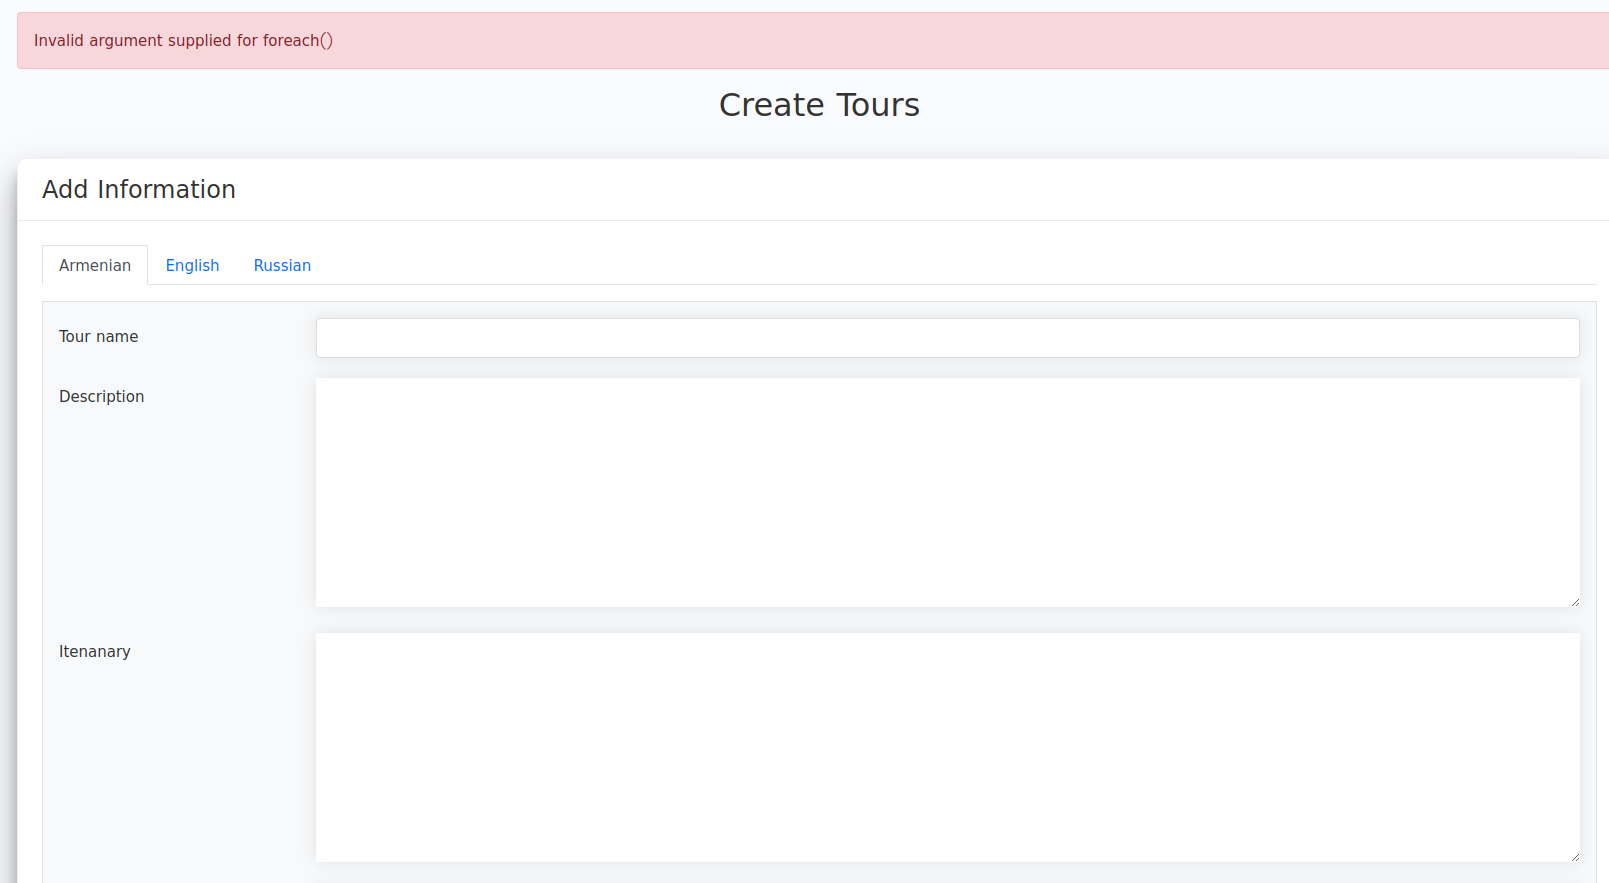 Invalid argument supplied for foreach()
Create Tours
Add Information
Armenian English Russian
Tour name
Description
Itenanary